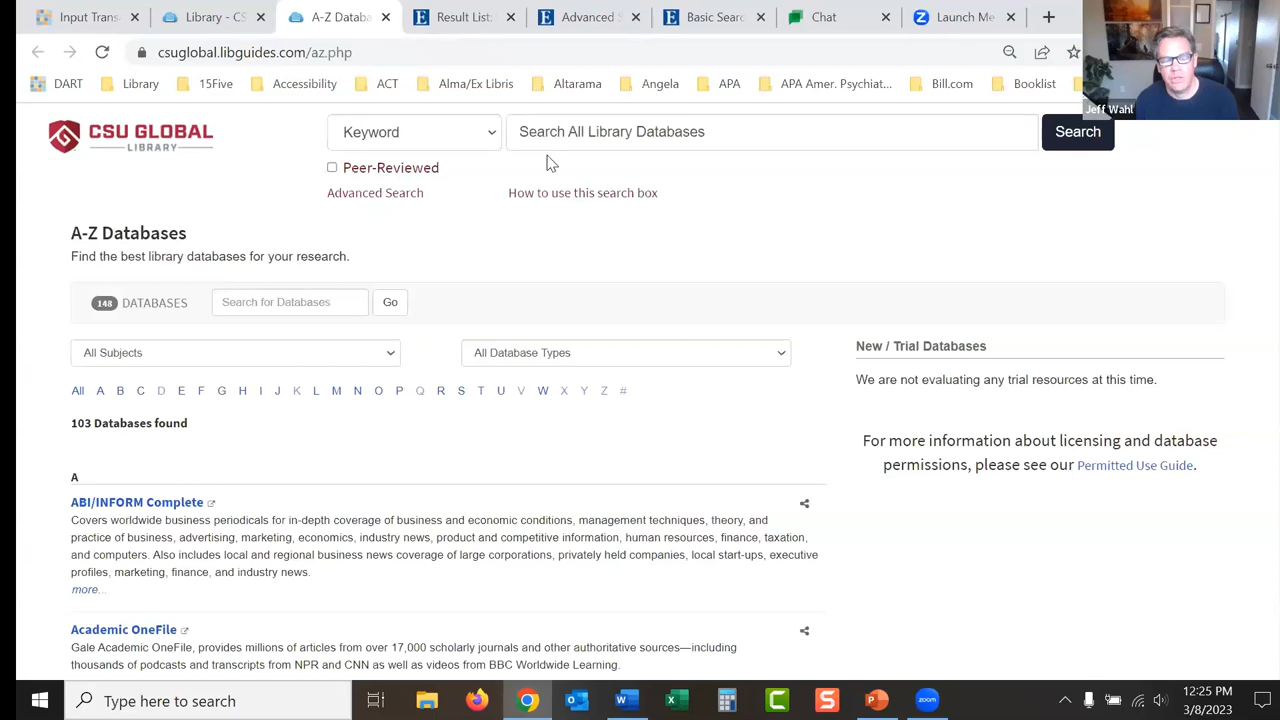 Input Trans
Library - CS
A-Z Databa
Result List:
Advanced S
Basic Searc
Chat
Launch Me
csuglobal.libguides.com/az.php
DART
Library
15Five
Accessibility
ACT
Alma/Ex Libris
Altarama
Angela
APA
APA Amer. Psychiat...
Bill.com
Booklist
Jeff Wahl
CSU GLOBAL
LIBRARY
Keyword
Search All Library Databases
Search
Peer-Reviewed
Advanced Search
How to use this search box
A-Z Databases
Find the best library databases for your research.
148 DATABASES
Search for Databases
Go
All Subjects
All Database Types
New / Trial Databases
We are not evaluating any trial resources at this time.
All A B C D E F G H I J K L M N O P Q R S T U V W X Y Z #
103 Databases found
For more information about licensing and database
permissions, please see our Permitted Use Guide.
A
ABI/INFORM Complete
Covers worldwide business periodicals for in-depth coverage of business and economic conditions, management techniques, theory, and
practice of business, advertising, marketing, economics, industry news, product and competitive information, human resources, finance, taxation,
and computers. Also includes local and regional business news coverage of large corporations, privately held companies, local start-ups, executive
profiles, marketing, finance, and industry news.
more...
Academic OneFile
Gale Academic OneFile, provides millions of articles from over 17,000 scholarly journals and other authoritative sources—including
thousands of podcasts and transcripts from NPR and CNN as well as videos from BBC Worldwide Learning.
Type here to search
12:25 PM
3/8/2023